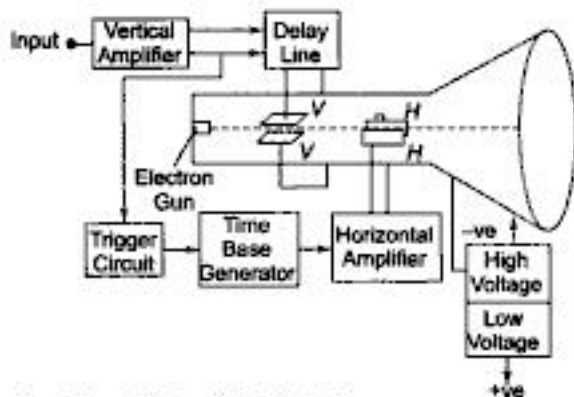 Input
Vertical
Amplifier
Delay
Line
V
H
V
H
Electron
Gun
Trigger
Circuit
Time
Base
Generator
Horizontal
Amplifier
–ve
High
Voltage
Low
Voltage
+ve